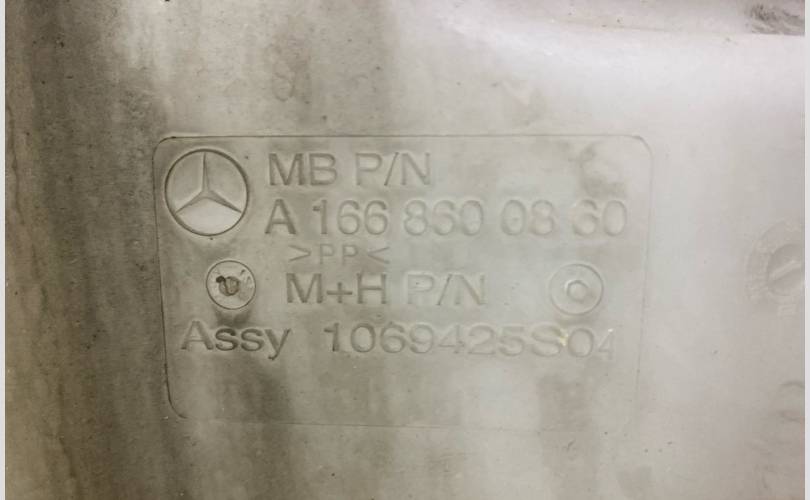 MB P/N
A 166 860 08 60
>PP<
M+H P/N
Assy 1069425S04